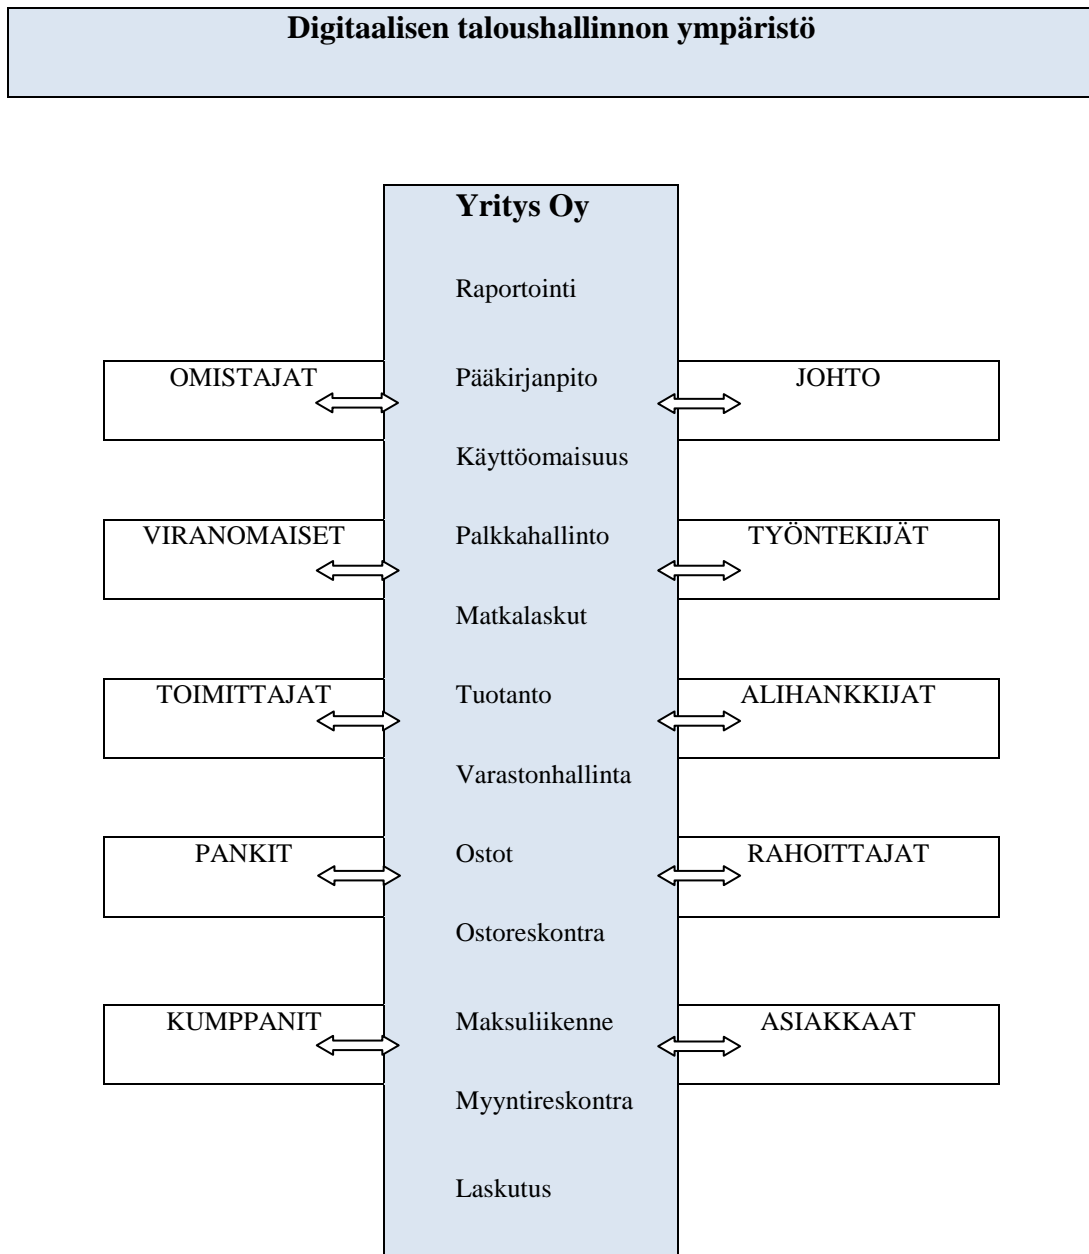 Digitaalisen taloushallinnon ympäristö
Yritys Oy
Raportointi
OMISTAJAT
Pääkirjanpito
JOHTO
Käyttöomaisuus
VIRANOMAISET
Palkkahallinto
TYÖNTEKIJÄT
Matkalaskut
TOIMITTAJAT
Tuotanto
ALIHANKKIJAT
Varastonhallinta
PANKIT
Ostot
RAHOITTAJAT
Ostoreskontra
KUMPPANIT
Maksuliikenne
ASIAKKAAT
Myyntireskontra
Laskutus